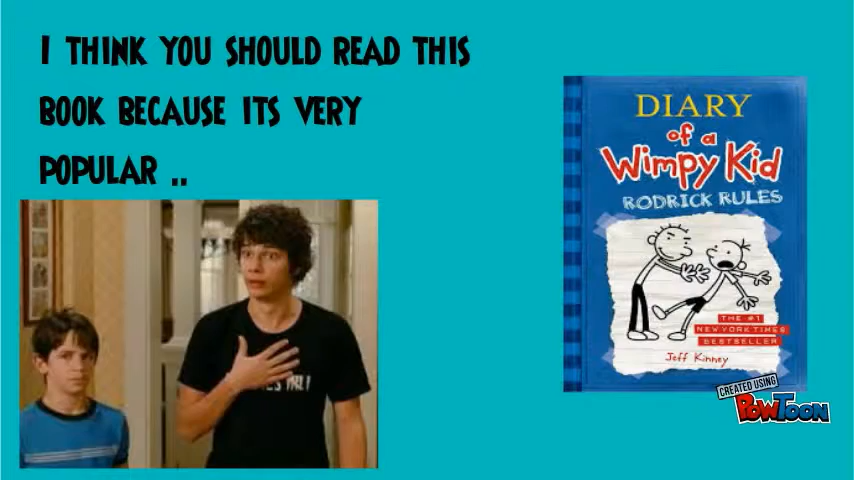 I THINK YOU SHOULD READ THIS
BOOK BECAUSE ITS VERY
POPULAR ..
DIARY
of a
Wimpy Kid
RODRICK RULES
THE #1
NEW YORK TIMES
BESTSELLER
Jeff Kinney
CREATED USING
POWTOON